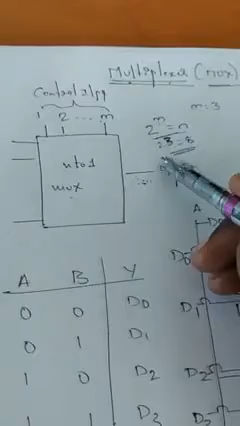 Multiplexer (MUX)
m=3
Control i/p
1 2 ... m
2^m = n
2^3 = 8
n to 1
MUX
A B Y
0 0 D0
0 1 D1
1 0 D2
1 1 D3
A
D0
D1
D2
D3